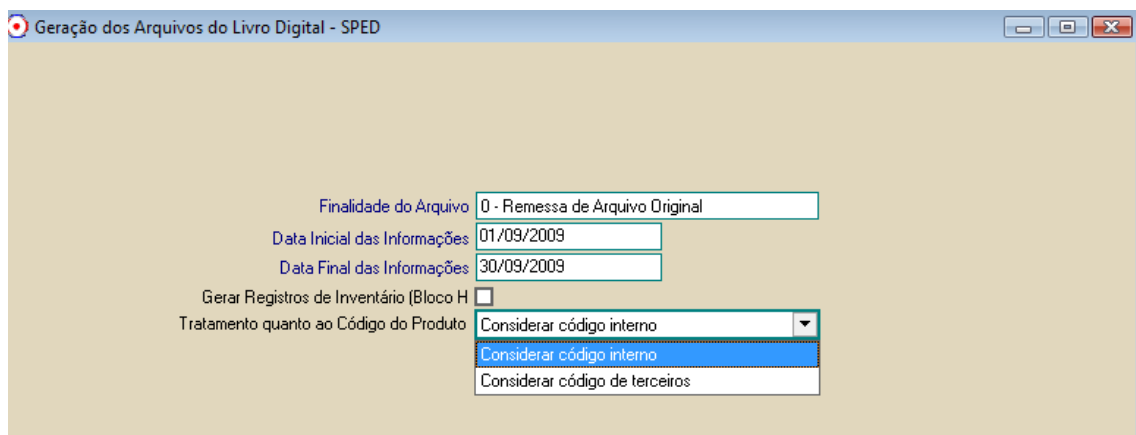 Geração dos Arquivos do Livro Digital - SPED
Finalidade do Arquivo 0 - Remessa de Arquivo Original
Data Inicial das Informações 01/09/2009
Data Final das Informações 30/09/2009
Gerar Registros de Inventário (Bloco H
Tratamento quanto ao Código do Produto Considerar código interno
Considerar código interno
Considerar código de terceiros